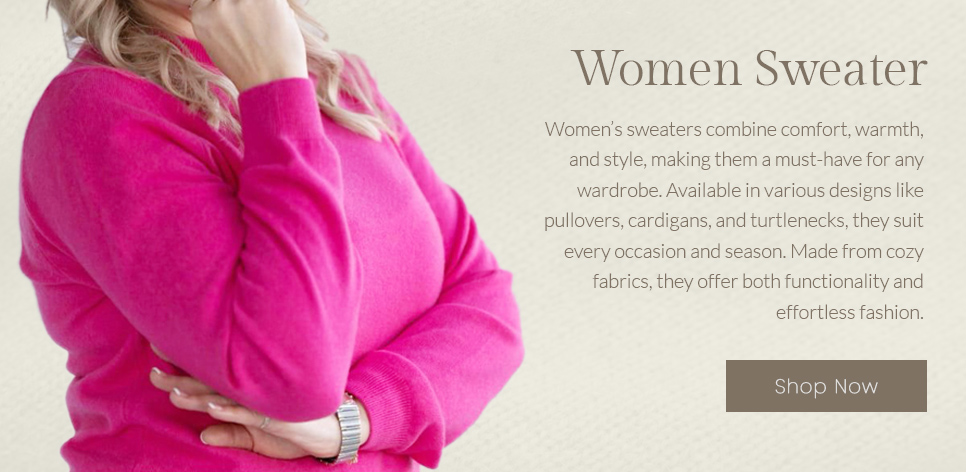 Women Sweater
Women’s sweaters combine comfort, warmth,
and style, making them a must-have for any
wardrobe. Available in various designs like
pullovers, cardigans, and turtlenecks, they suit
every occasion and season. Made from cozy
fabrics, they offer both functionality and
effortless fashion.
Shop Now